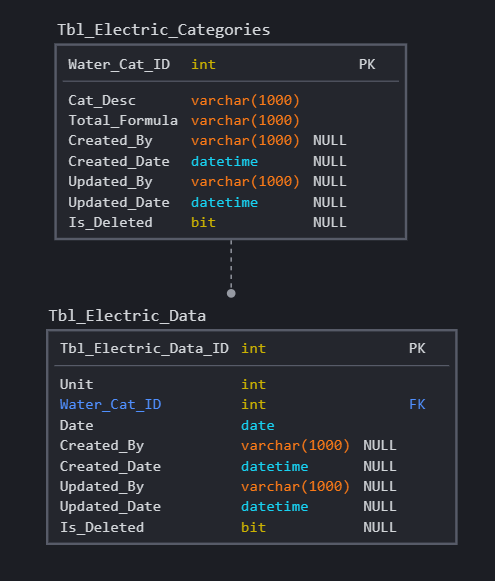 Tbl_Electric_Categories
Water_Cat_ID int PK
Cat_Desc varchar(1000)
Total_Formula varchar(1000)
Created_By varchar(1000) NULL
Created_Date datetime NULL
Updated_By varchar(1000) NULL
Updated_Date datetime NULL
Is_Deleted bit NULL
Tbl_Electric_Data
Tbl_Electric_Data_ID int PK
Unit int
Water_Cat_ID int FK
Date date
Created_By varchar(1000) NULL
Created_Date datetime NULL
Updated_By varchar(1000) NULL
Updated_Date datetime NULL
Is_Deleted bit NULL